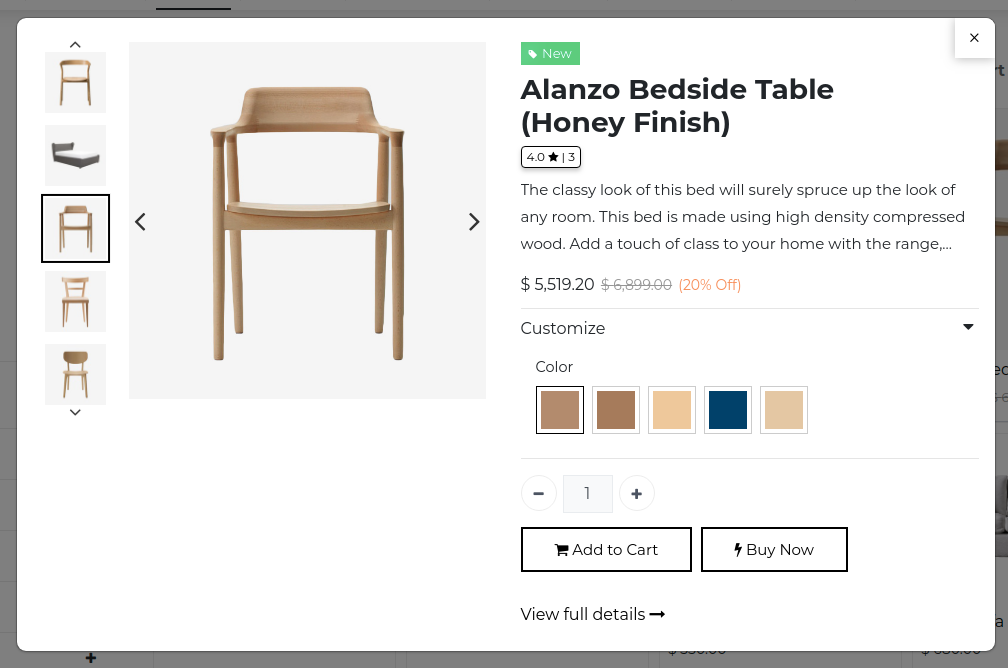 New
Alanzo Bedside Table
(Honey Finish)
4.0 | 3
The classy look of this bed will surely spruce up the look of
any room. This bed is made using high density compressed
wood. Add a touch of class to your home with the range,...
$ 5,519.20 $ 6,899.00 (20% Off)
Customize
Color
1
Add to Cart
Buy Now
View full details